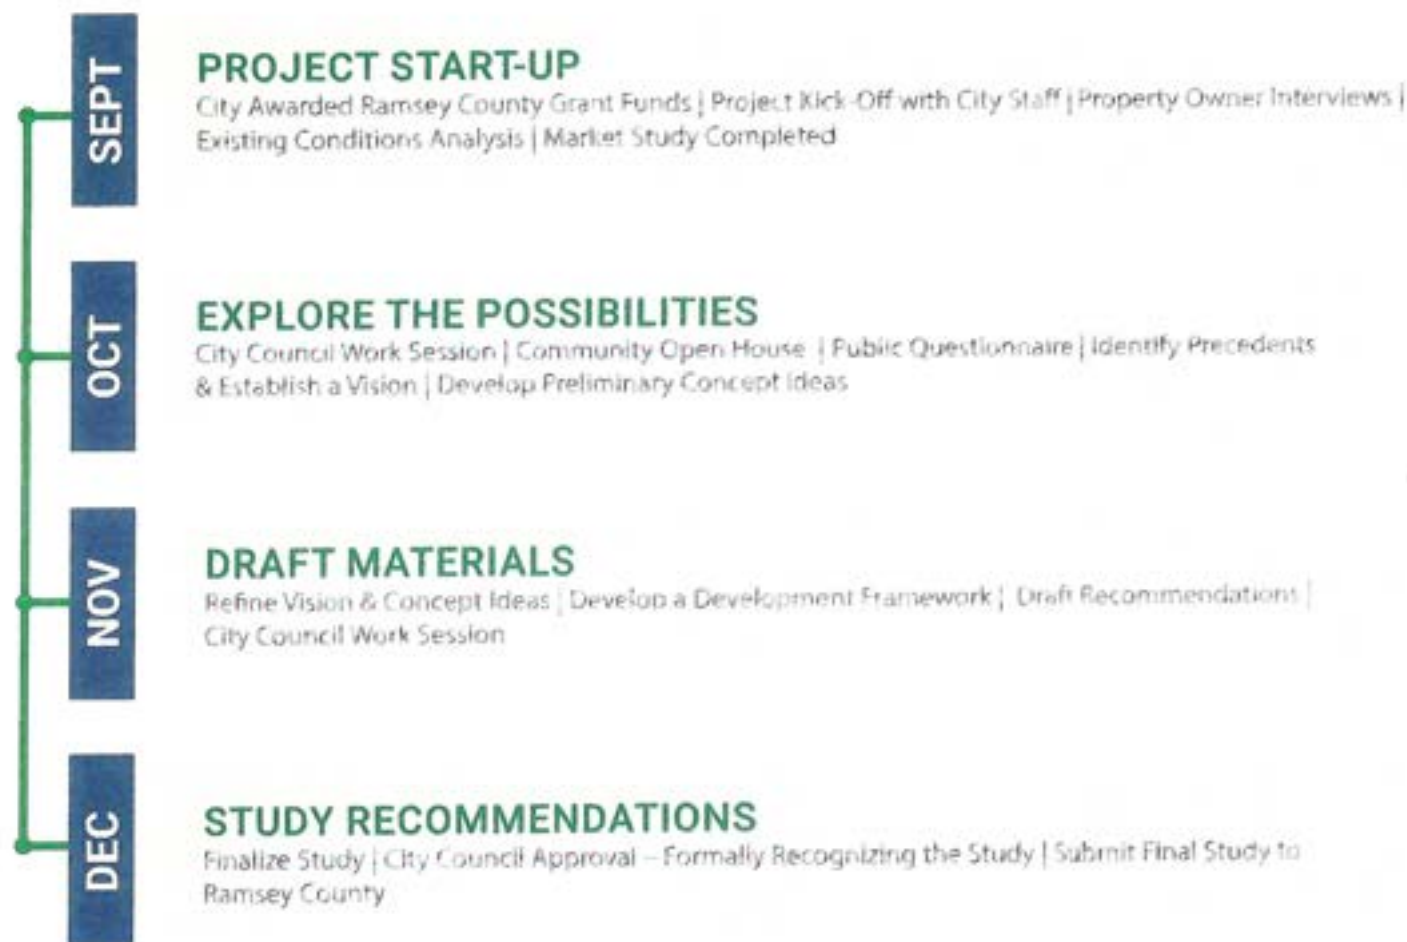 SEPT
PROJECT START-UP
City Awarded Ramsey County Grant Funds | Project Kick-Off with City Staff | Property Owner Interviews |
Existing Conditions Analysis | Market Study Completed
OCT
EXPLORE THE POSSIBILITIES
City Council Work Session | Community Open House | Public Questionnaire | Identify Precedents
& Establish a Vision | Develop Preliminary Concept Ideas
NOV
DRAFT MATERIALS
Refine Vision & Concept Ideas | Develop a Development Framework | Draft Recommendations |
City Council Work Session
DEC
STUDY RECOMMENDATIONS
Finalize Study | City Council Approval – Formally Recognizing the Study | Submit Final Study to
Ramsey County